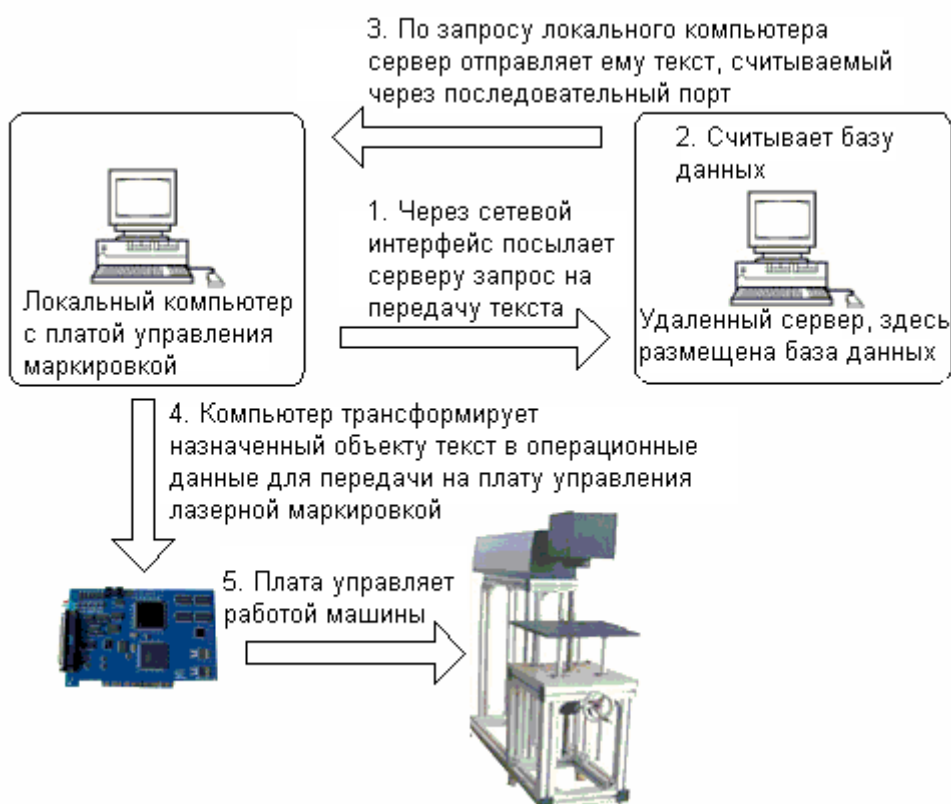 3. По запросу локального компьютера
сервер отправляет ему текст, считываемый
через последовательный порт
2. Считывает базу
данных
1. Через сетевой
интерфейс посылает
серверу запрос на
передачу текста
Локальный компьютер
с платой управления
маркировкой
Удаленный сервер, здесь
размещена база данных
4. Компьютер трансформирует
назначенный объекту текст в операционные
данные для передачи на плату управления
лазерной маркировкой
5. Плата управляет
работой машины